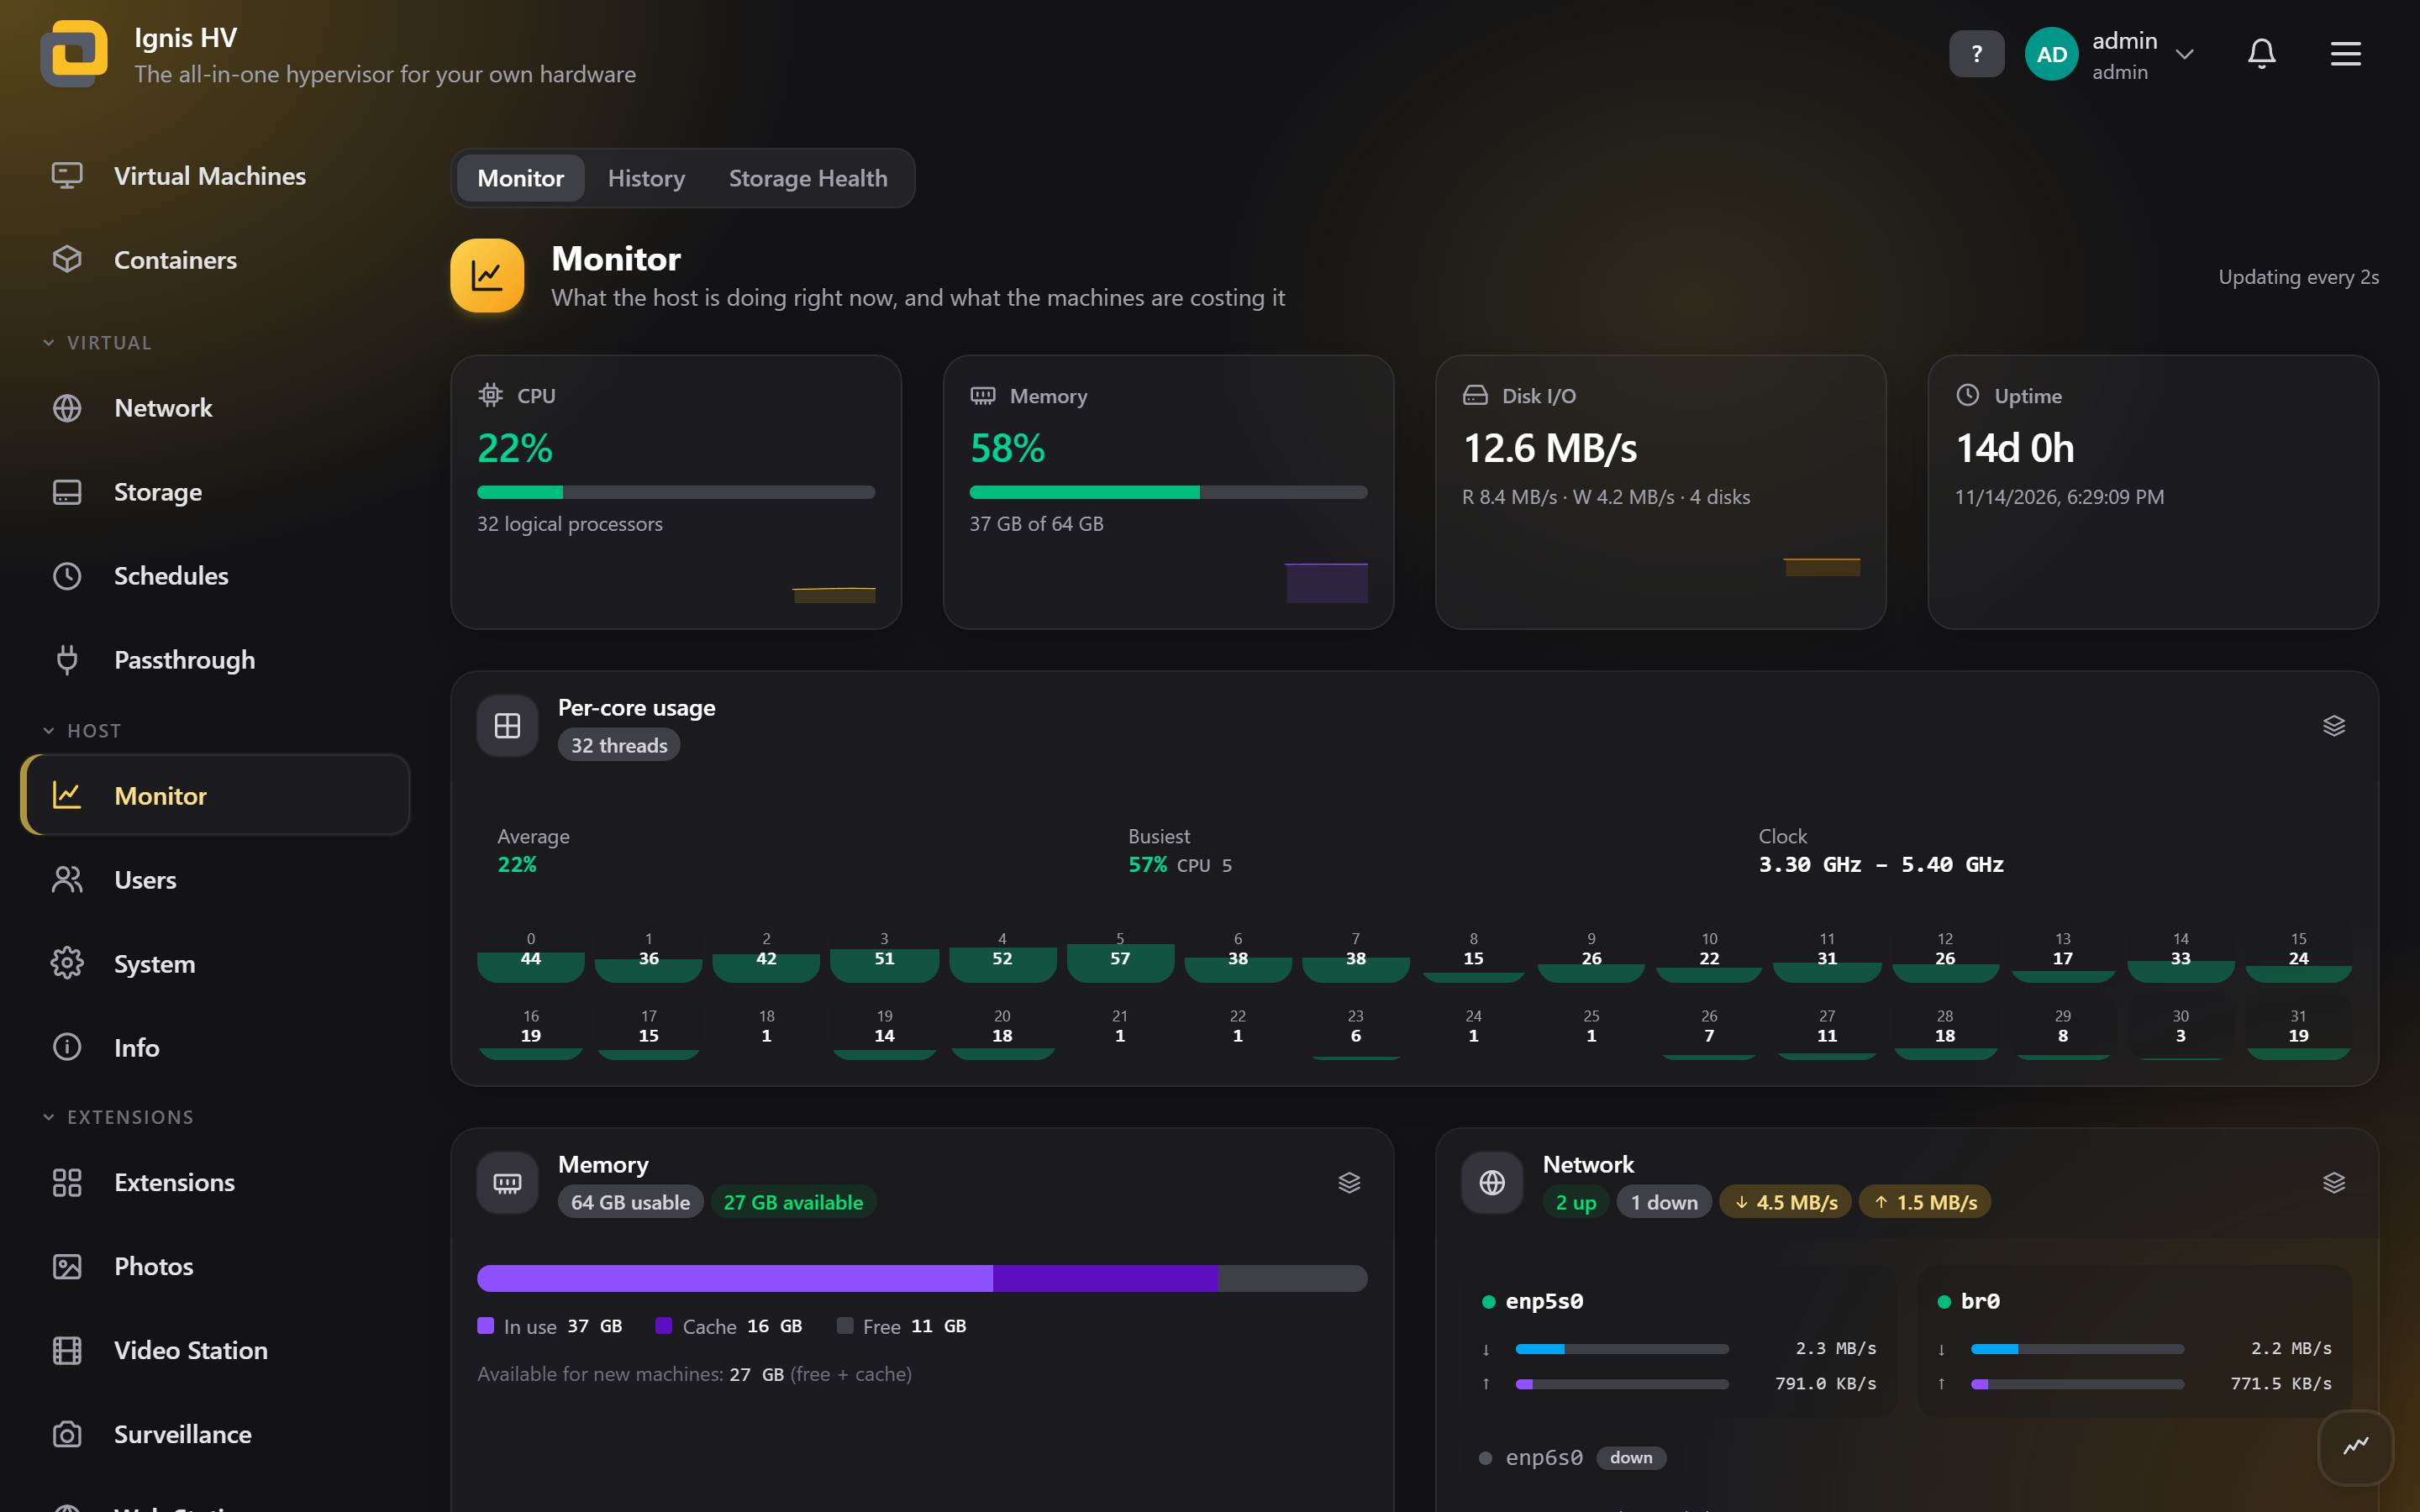 Ignis HV
The all-in-one hypervisor for your own hardware
?
AD
admin
admin
Virtual Machines
Containers
VIRTUAL
Network
Storage
Schedules
Passthrough
HOST
Monitor
Users
System
Info
EXTENSIONS
Extensions
Photos
Video Station
Surveillance
Monitor History Storage Health
Monitor
What the host is doing right now, and what the machines are costing it
Updating every 2s
CPU
22%
32 logical processors
Memory
58%
37 GB of 64 GB
Disk I/O
12.6 MB/s
R 8.4 MB/s · W 4.2 MB/s · 4 disks
Uptime
14d 0h
11/14/2026, 6:29:09 PM
Per-core usage
32 threads
Average
22%
Busiest
57% CPU 5
Clock
3.30 GHz – 5.40 GHz
0 1 2 3 4 5 6 7 8 9 10 11 12 13 14 15
44 36 42 51 52 57 38 38 15 26 22 31 26 17 33 24
16 17 18 19 20 21 22 23 24 25 26 27 28 29 30 31
19 15 1 14 18 1 1 6 1 1 7 11 18 8 3 19
Memory
64 GB usable 27 GB available
In use 37 GB Cache 16 GB Free 11 GB
Available for new machines: 27 GB (free + cache)
Network
2 up 1 down ↓ 4.5 MB/s ↑ 1.5 MB/s
enp5s0
↓ 2.3 MB/s
↑ 791.0 KB/s
br0
↓ 2.2 MB/s
↑ 771.5 KB/s
enp6s0 down